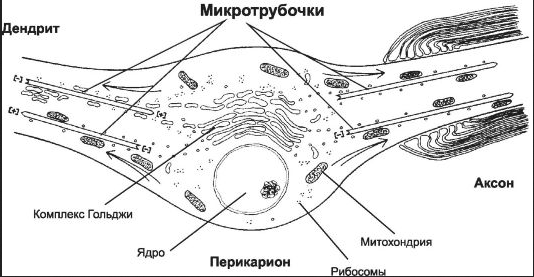 Микротрубочки
Дендрит
[-]
[+]
[-]
[-]
Комплекс Гольджи
Ядро
Перикарион
Рибосомы
Митохондрия
Аксон